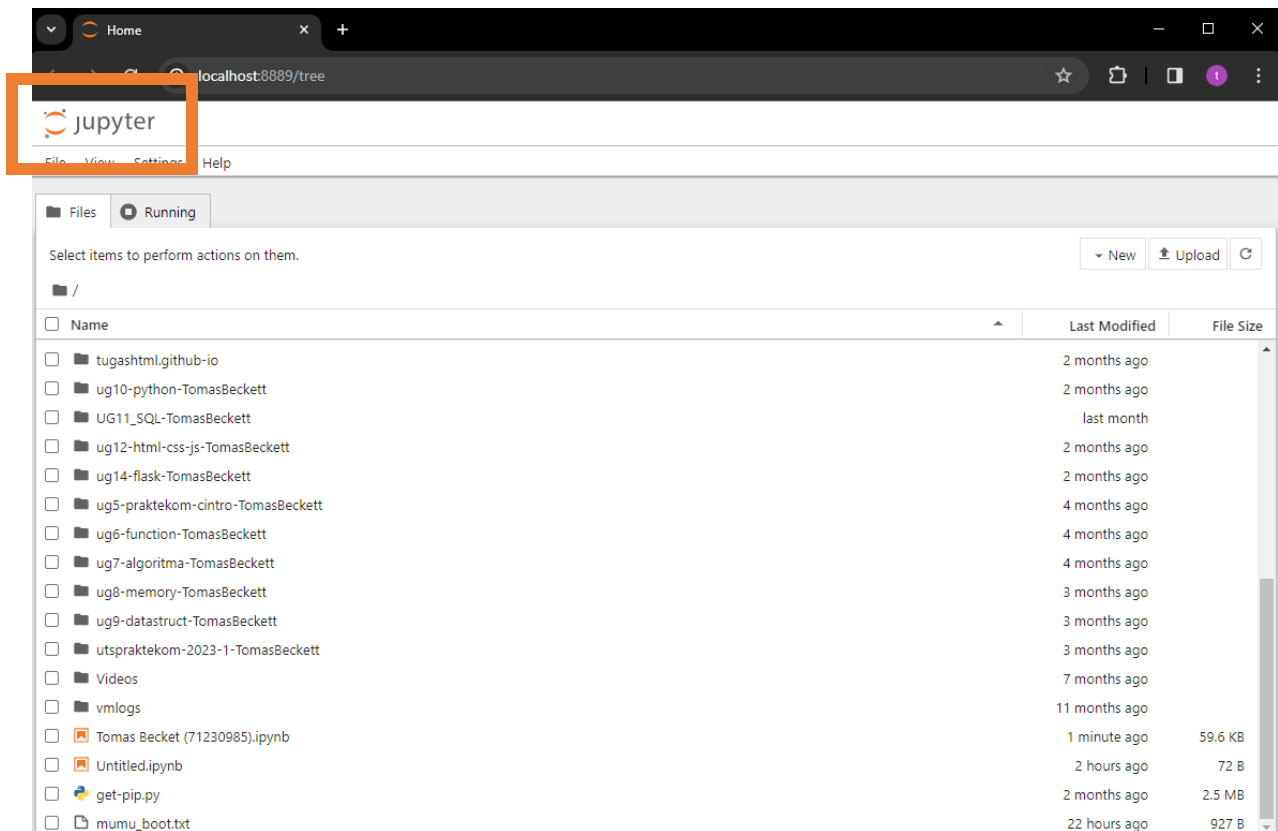 Home
localhost:8889/tree
t
jupyter
File View Settings Help
Files Running
Select items to perform actions on them.
New Upload
/
Name Last Modified File Size
tugashtml.github-io 2 months ago
ug10-python-TomasBeckett 2 months ago
UG11_SQL-TomasBeckett last month
ug12-html-css-js-TomasBeckett 2 months ago
ug14-flask-TomasBeckett 2 months ago
ug5-praktekom-cintro-TomasBeckett 4 months ago
ug6-function-TomasBeckett 4 months ago
ug7-algoritma-TomasBeckett 4 months ago
ug8-memory-TomasBeckett 3 months ago
ug9-datastruct-TomasBeckett 3 months ago
utspraktekom-2023-1-TomasBeckett 3 months ago
Videos 7 months ago
vmlogs 11 months ago
Tomas Becket (71230985).ipynb 1 minute ago 59.6 KB
Untitled.ipynb 2 hours ago 72 B
get-pip.py 2 months ago 2.5 MB
mumu_boot.txt 22 hours ago 927 B